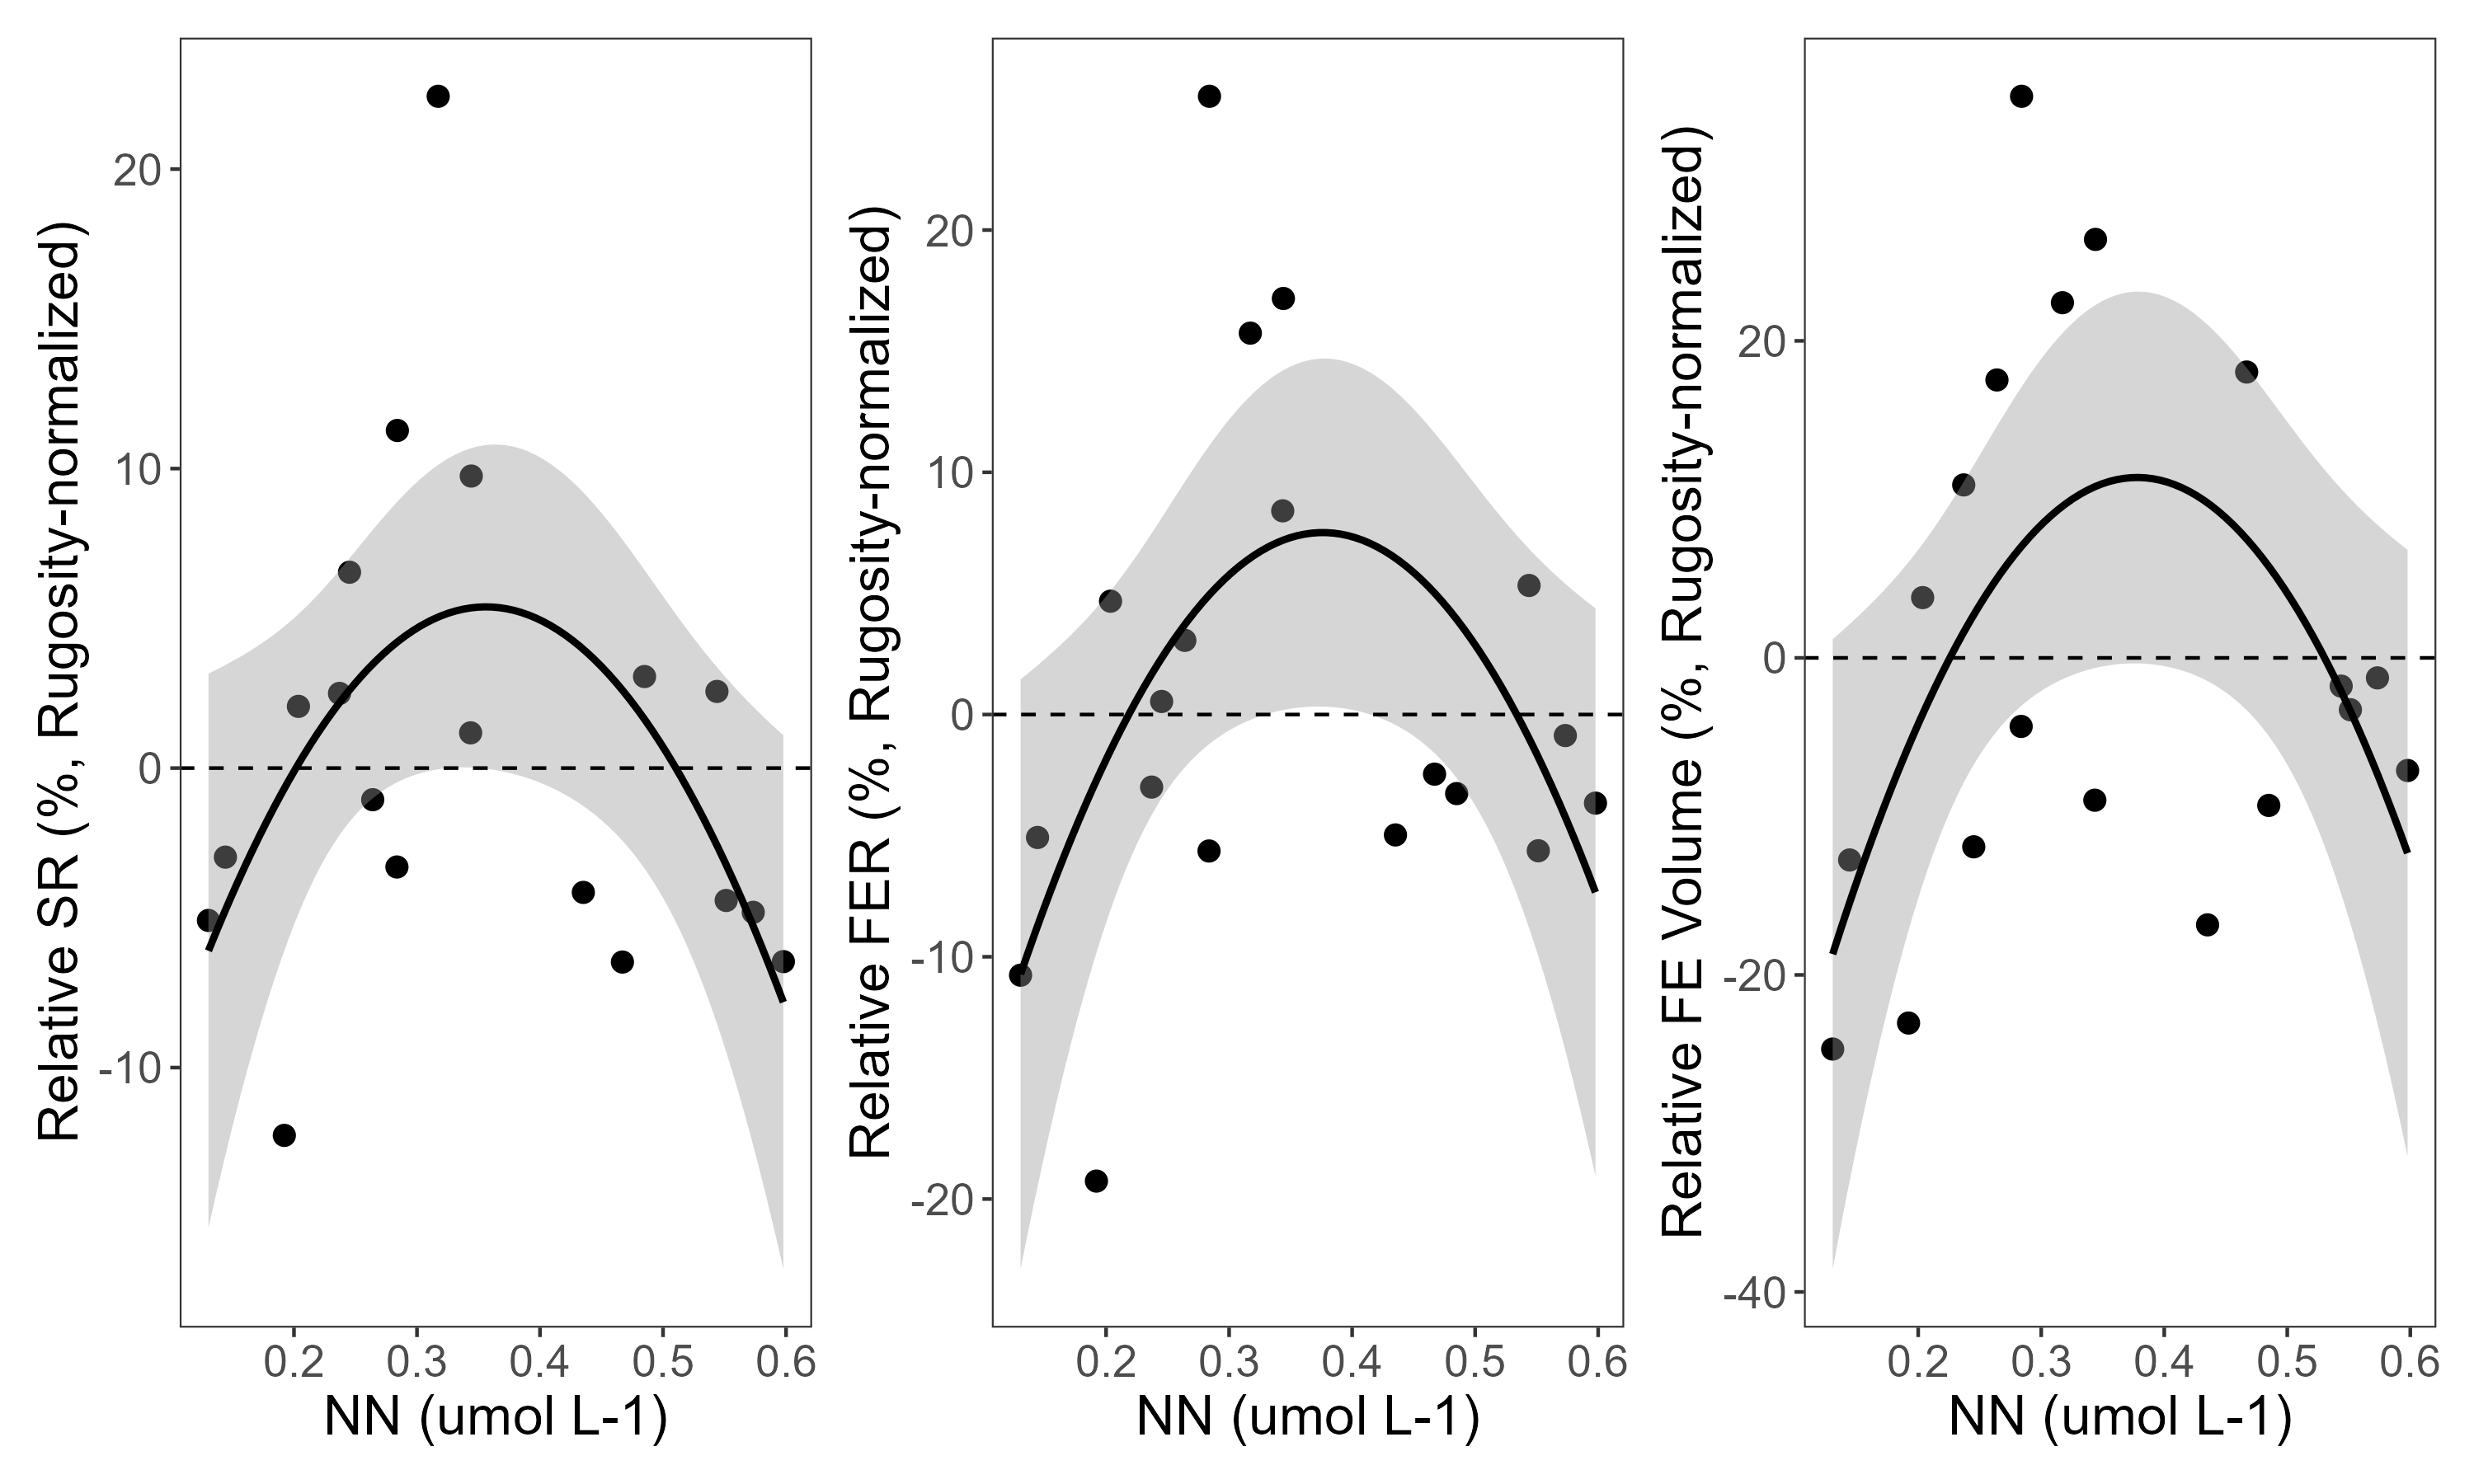 Relative SR (%, Rugosity-normalized)
20
10
0
-10
0.2 0.3 0.4 0.5 0.6
NN (umol L-1)
Relative FER (%, Rugosity-normalized)
20
10
0
-10
-20
0.2 0.3 0.4 0.5 0.6
NN (umol L-1)
Relative FE Volume (%, Rugosity-normalized)
20
0
-20
-40
0.2 0.3 0.4 0.5 0.6
NN (umol L-1)